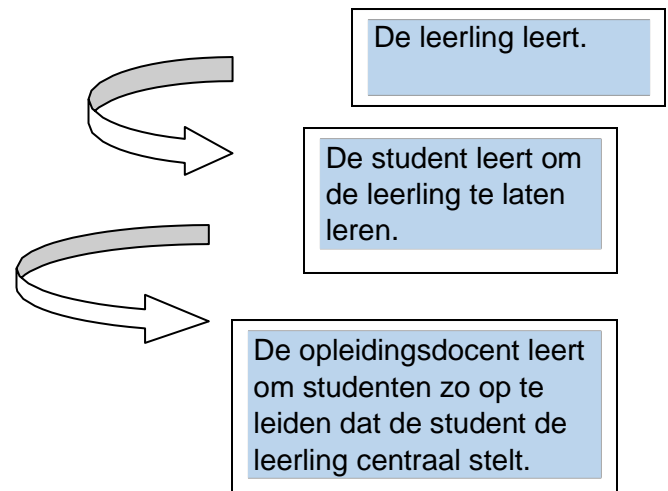 De leerling leert.
De student leert om
de leerling te laten
leren.
De opleidingsdocent leert
om studenten zo op te
leiden dat de student de
leerling centraal stelt.